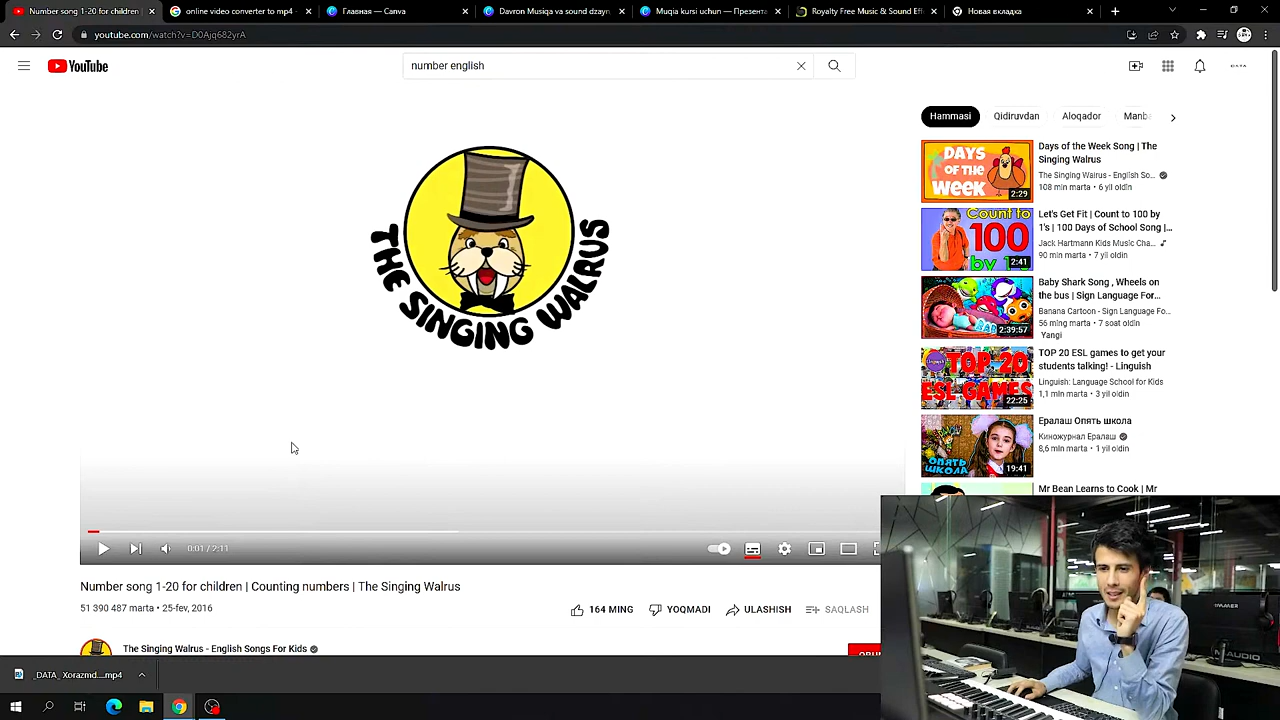 Number song 1-20 for children |
online video converter to mp4 -
Главная — Canva
Davron Musiqa va sound dzayn.
Muqia kursi uchun — Презента
Royalty Free Music & Sound Ef
Новая вкладка
youtube.com/watch?v=D0Ajq682yrA
YouTube
number english
Hammasi
Qidiruvdan
Aloqador
THE SINGING WALRUS
DAYS OF THE WEEK
2:29
Days of the Week Song | The
Singing Walrus
The Singing Walrus - English So...
108 mln marta • 6 yil oldin
Count to
100
by 1's
2:41
Let's Get Fit | Count to 100 by
1's | 100 Days of School Song |...
Jack Hartmann Kids Music Cha...
90 mln marta • 7 yil oldin
2:39:57
Baby Shark Song , Wheels on
the bus | Sign Language For...
Banana Cartoon - Sign Language Fo...
56 ming marta • 7 soat oldin
Yangi
Linguish
TOP 20
ESL GAMES
22:25
TOP 20 ESL games to get your
students talking! - Linguish
Linguish: Language School for Kids
1,1 mln marta • 3 yil oldin
ОПЯТЬ
ШКОЛА
19:41
Ералаш Опять школа
Киножурнал Ералаш
8,6 mln marta • 1 yil oldin
Mr Bean Learns to Cook | Mr
0:01 / 2:11
Number song 1-20 for children | Counting numbers | The Singing Walrus
51 390 487 marta • 25-fev, 2016
164 MING
YOQMADI
ULASHISH
SAQLASH
The Singing Walrus - English Songs For Kids
_DATA_Xorazmd....mp4
M-AUDIO